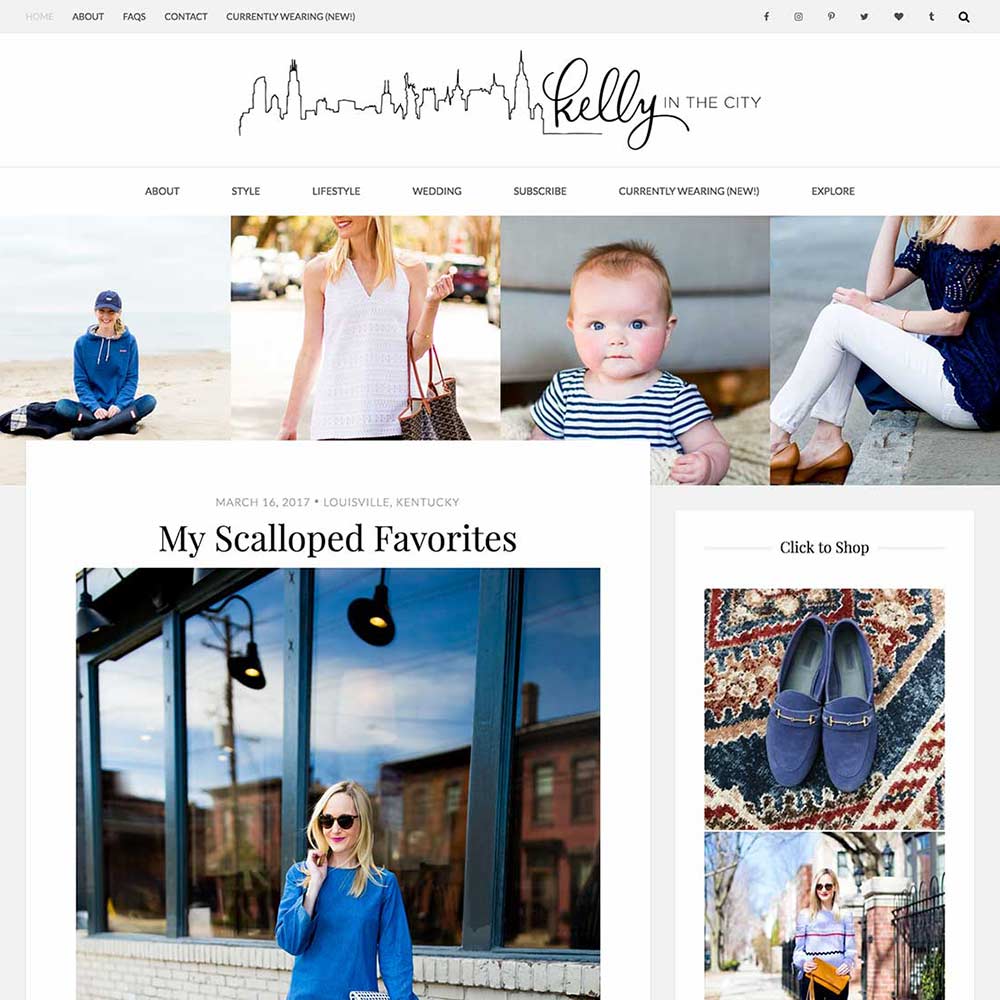 HOME ABOUT FAQS CONTACT CURRENTLY WEARING (NEW!)
kelly IN THE CITY
ABOUT STYLE LIFESTYLE WEDDING SUBSCRIBE CURRENTLY WEARING (NEW!) EXPLORE
MARCH 16, 2017 • LOUISVILLE, KENTUCKY
My Scalloped Favorites
Click to Shop